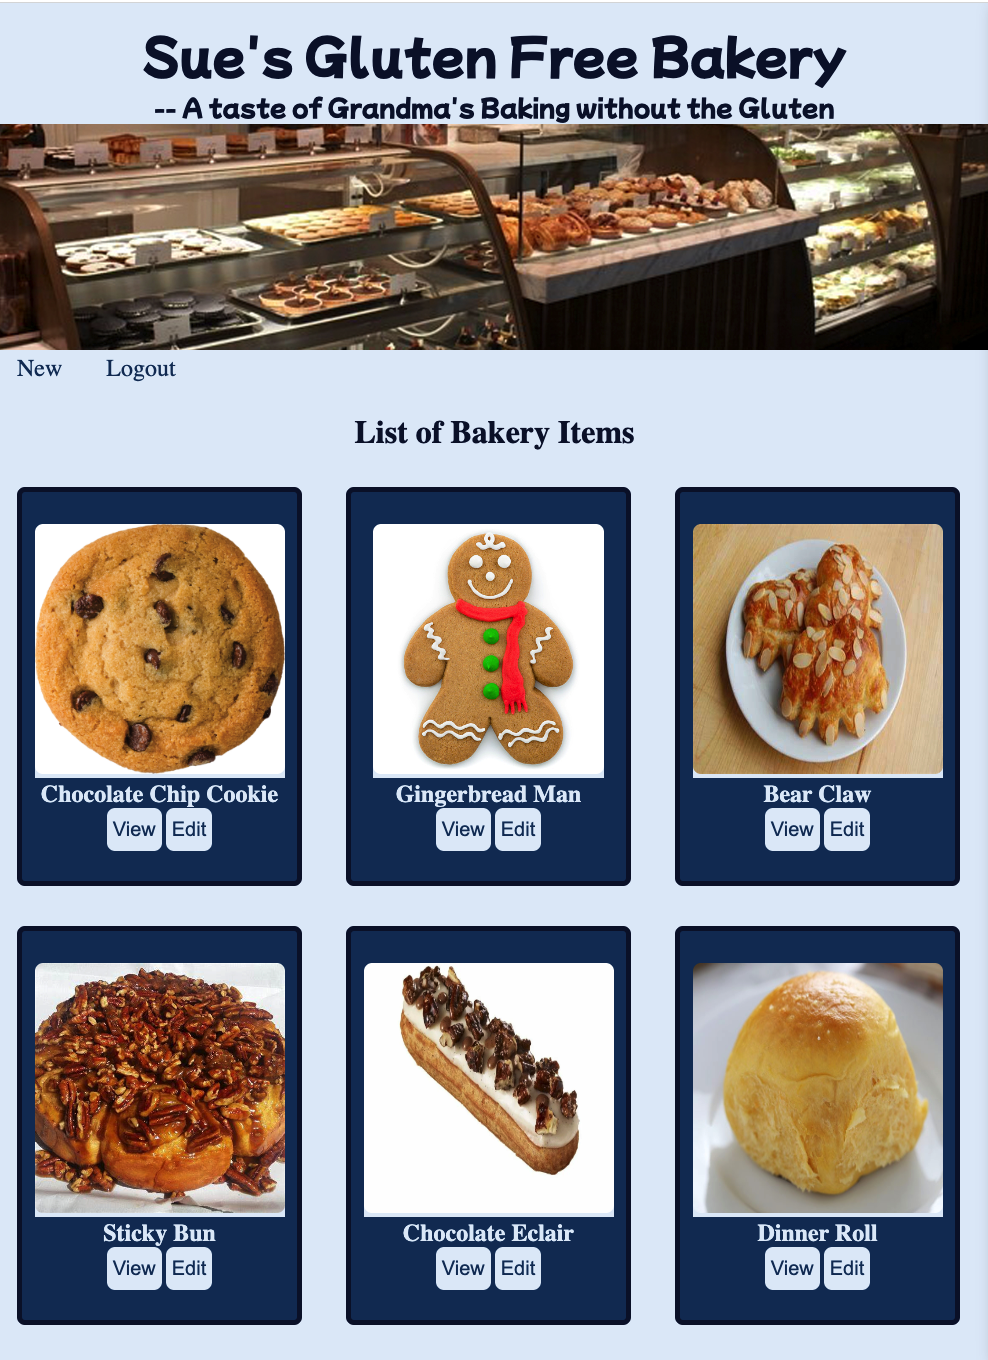 Sue's Gluten Free Bakery
-- A taste of Grandma's Baking without the Gluten
New Logout
List of Bakery Items
Chocolate Chip Cookie
View Edit
Gingerbread Man
View Edit
Bear Claw
View Edit
Sticky Bun
View Edit
Chocolate Eclair
View Edit
Dinner Roll
View Edit